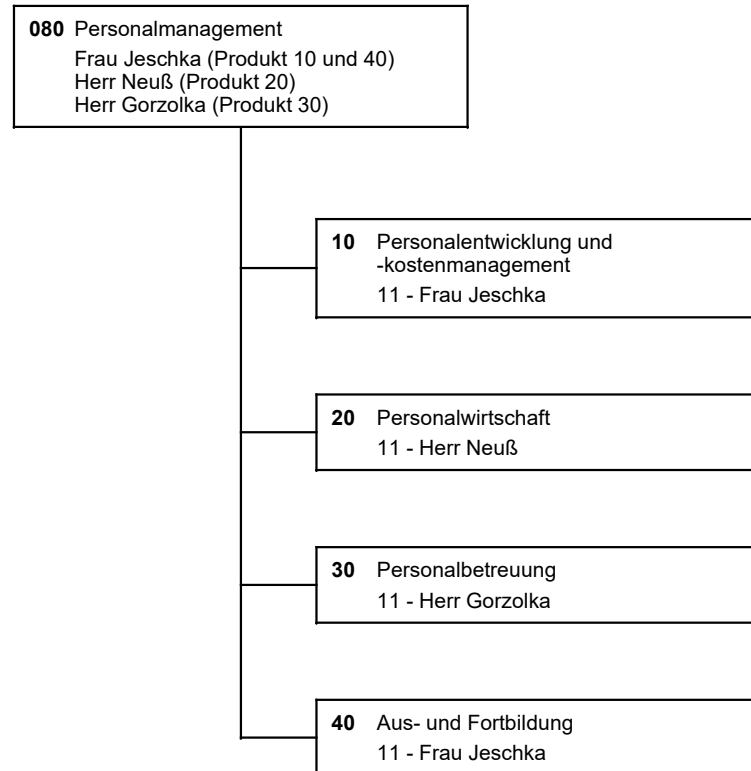 080 Personalmanagement
Frau Jeschka (Produkt 10 und 40)
Herr Neuß (Produkt 20)
Herr Gorzolka (Produkt 30)
10 Personalentwicklung und
-kostenmanagement
11 - Frau Jeschka
20 Personalwirtschaft
11 - Herr Neuß
30 Personalbetreuung
11 - Herr Gorzolka
40 Aus- und Fortbildung
11 - Frau Jeschka